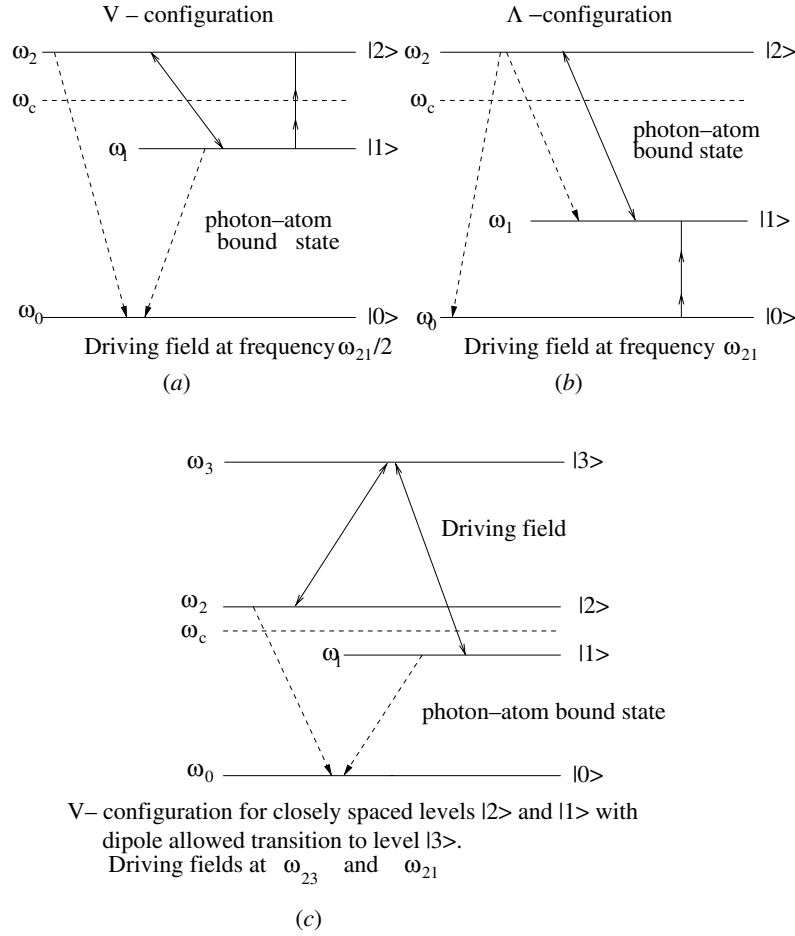 V – configuration
ω2
|2>
ωc
ω1
|1>
photon–atom
bound state
ω0
|0>
Driving field at frequency ω21/2
(a)
Λ –configuration
ω2
|2>
ωc
photon–atom
bound state
ω1
|1>
ω0
|0>
Driving field at frequency ω21
(b)
ω3
|3>
Driving field
ω2
|2>
ωc
ω1
|1>
photon–atom bound state
ω0
|0>
V– configuration for closely spaced levels |2> and |1> with
dipole allowed transition to level |3>.
Driving fields at ω23 and ω21
(c)